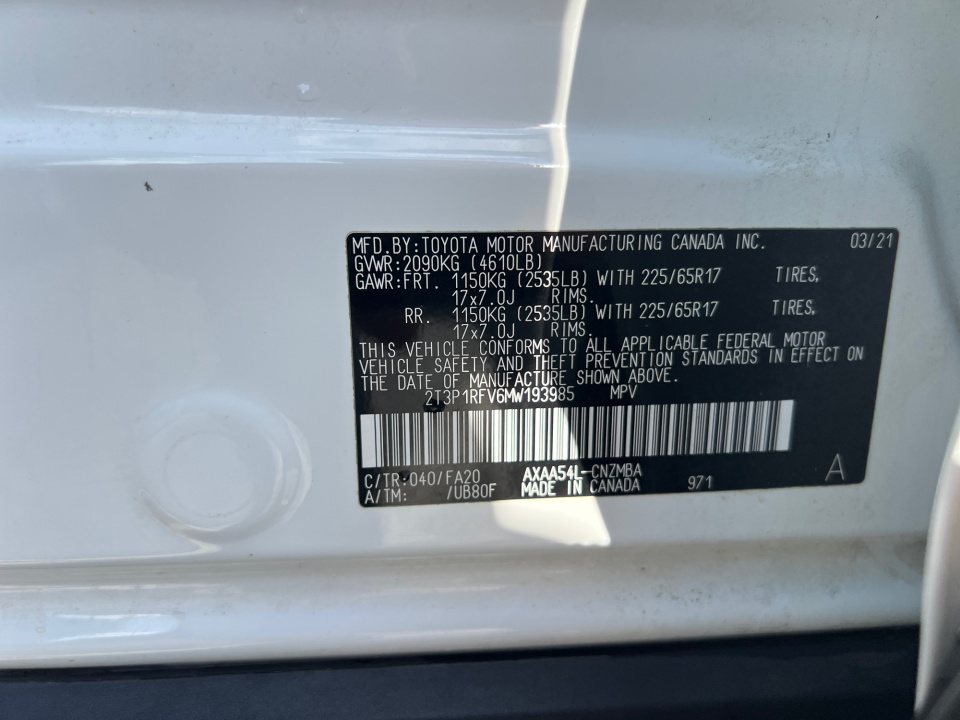 MFD.BY:TOYOTA MOTOR MANUFACTURING CANADA INC. 03/21
GVWR:2090KG (4610LB)
GAWR:FRT. 1150KG (2535LB) WITH 225/65R17 TIRES,
17x7.0J RIMS.
RR. 1150KG (2535LB) WITH 225/65R17 TIRES,
17x7.0J RIMS.
THIS VEHICLE CONFORMS TO ALL APPLICABLE FEDERAL MOTOR
VEHICLE SAFETY AND THEFT PREVENTION STANDARDS IN EFFECT ON
THE DATE OF MANUFACTURE SHOWN ABOVE.
2T3P1RFV6MW193985 MPV
C/TR:040/FA20 AXAA54L-CNZMBA A
A/TM: /UB80F MADE IN CANADA 971